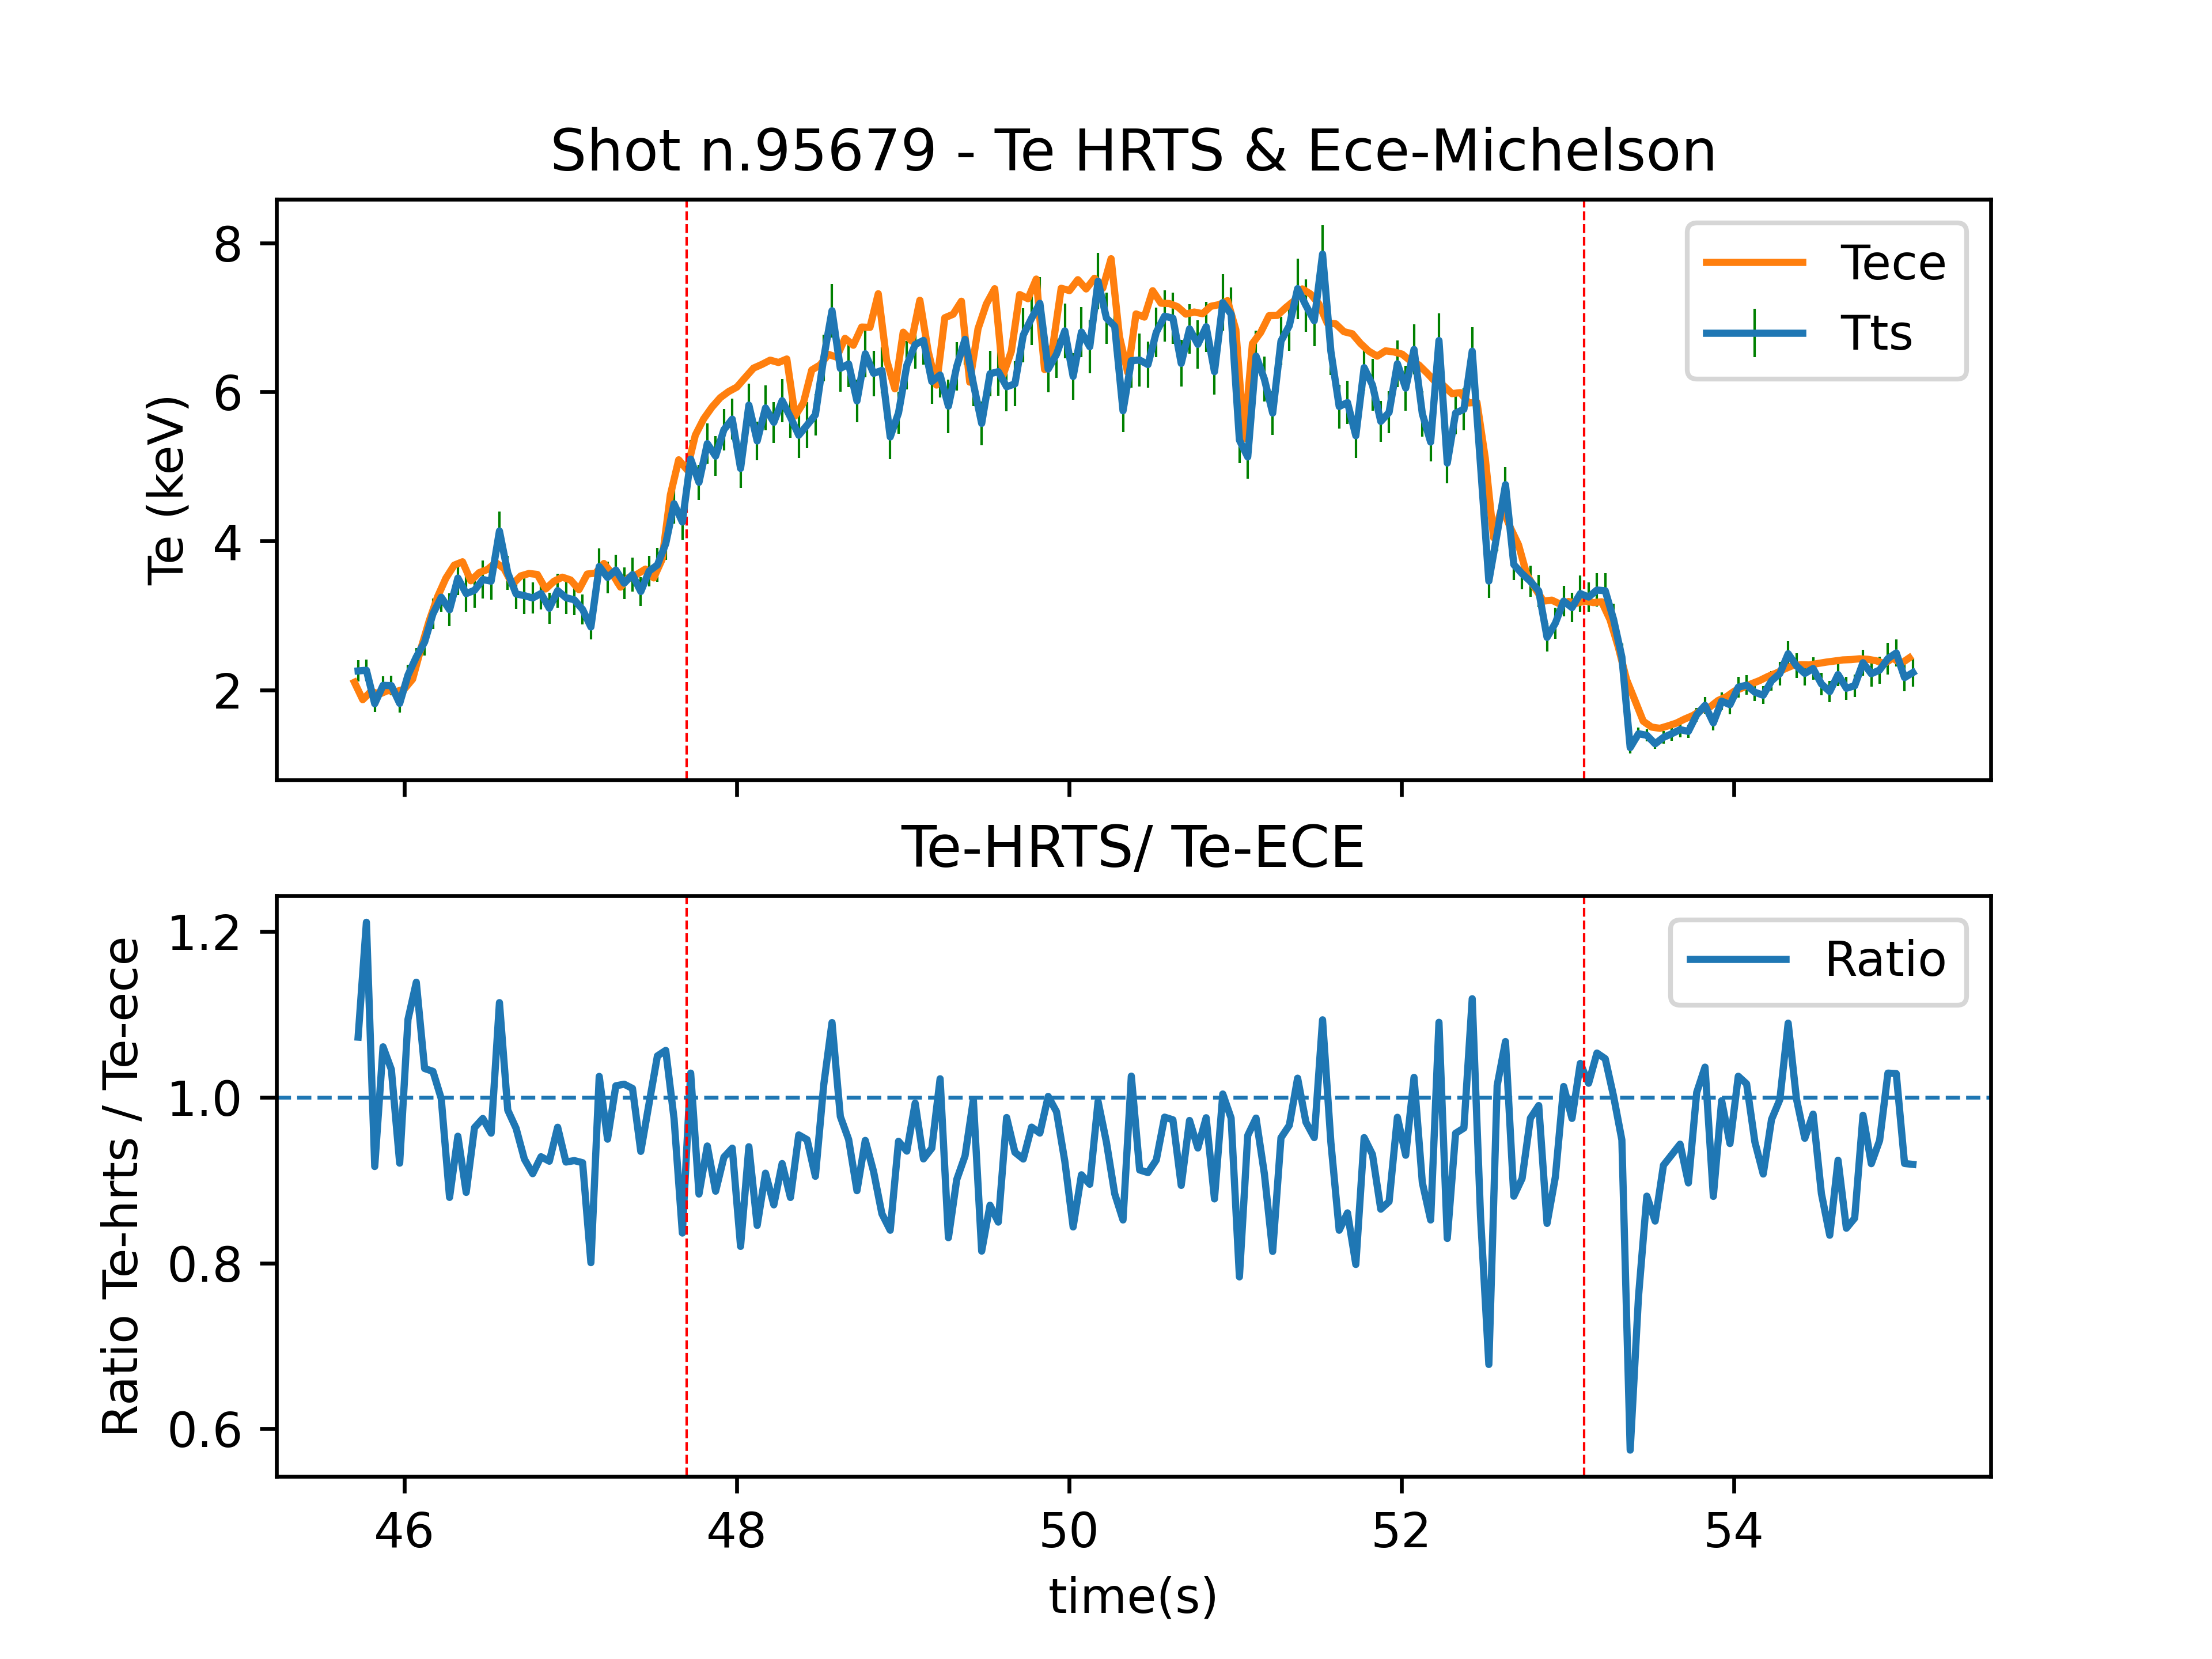 Shot n.95679 - Te HRTS & Ece-Michelson
Te (keV)
8
6
4
2
Tece
Tts
Te-HRTS/ Te-ECE
Ratio Te-hrts / Te-ece
1.2
1.0
0.8
0.6
Ratio
46 48 50 52 54
time(s)